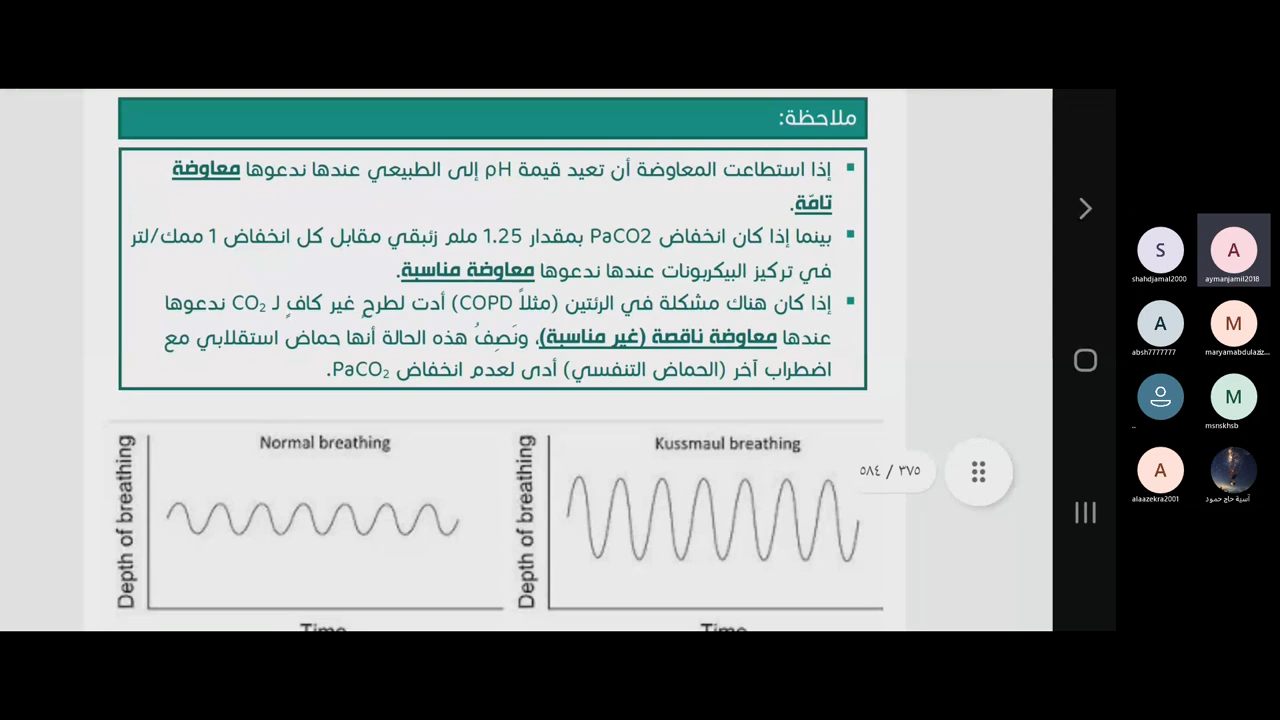 ملاحظة:
إذا استطاعت المعاوضة أن تعيد قيمة pH إلى الطبيعي عندها ندعوها معاوضة
تامّة.
بينما إذا كان انخفاض PaCO2 بمقدار 1.25 ملم زئبقي مقابل كل انخفاض 1 ممك/لتر
في تركيز البيكربونات عندها ندعوها معاوضة مناسبة.
إذا كان هناك مشكلة في الرئتين (مثلاً COPD) أدت لطرحٍ غير كافٍ لـ CO₂ ندعوها
عندها معاوضة ناقصة (غير مناسبة)، ونَصِفُ هذه الحالة أنها حماض استقلابي مع
اضطراب آخر (الحماض التنفسي) أدى لعدم انخفاض PaCO₂.
Normal breathing
Depth of breathing
Time
Kussmaul breathing
Depth of breathing
Time
٣٧٥ / ٥٨٤
S
shahdjamal2000
A
aymanjamil2018
A
absh7777777
M
maryamabdulaziz...
..
M
msnskhsb
A
alaazekra2001
آسية حاج حمود